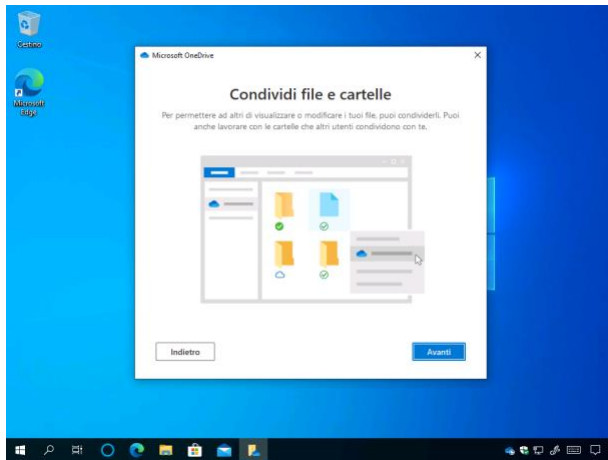 Cestino
Microsoft Edge
Microsoft OneDrive
Condividi file e cartelle
Per permettere ad altri di visualizzare o modificare i tuoi file, puoi condividerli. Puoi
anche lavorare con le cartelle che altri utenti condividono con te.
Indietro
Avanti